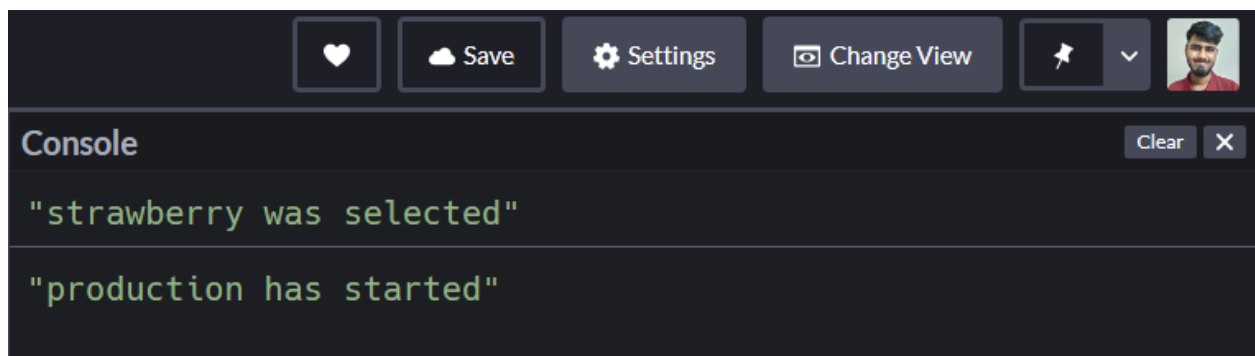 Save Settings Change View
Console Clear
"strawberry was selected"
"production has started"